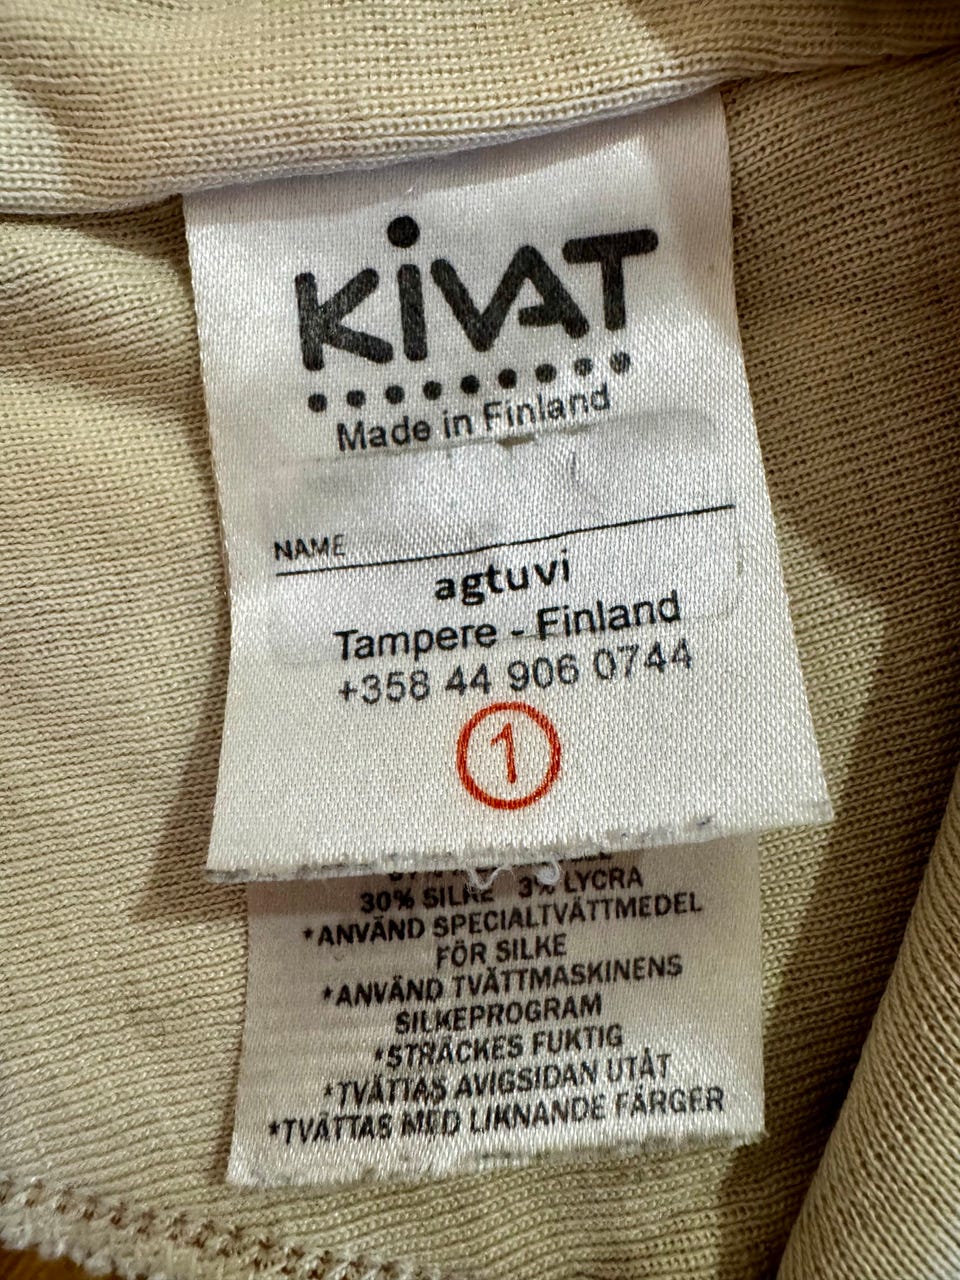 KiVAT
Made in Finland
NAME
agtuvi
Tampere - Finland
+358 44 906 0744
1
30% SILKE 3% LYCRA
*ANVÄND SPECIALTVÄTTMEDEL
FÖR SILKE
*ANVÄND TVÄTTMASKINENS
SILKEPROGRAM
*STRÄCKES FUKTIG
*TVÄTTAS AVIGSIDAN UTÅT
*TVÄTTAS MED LIKNANDE FÄRGER